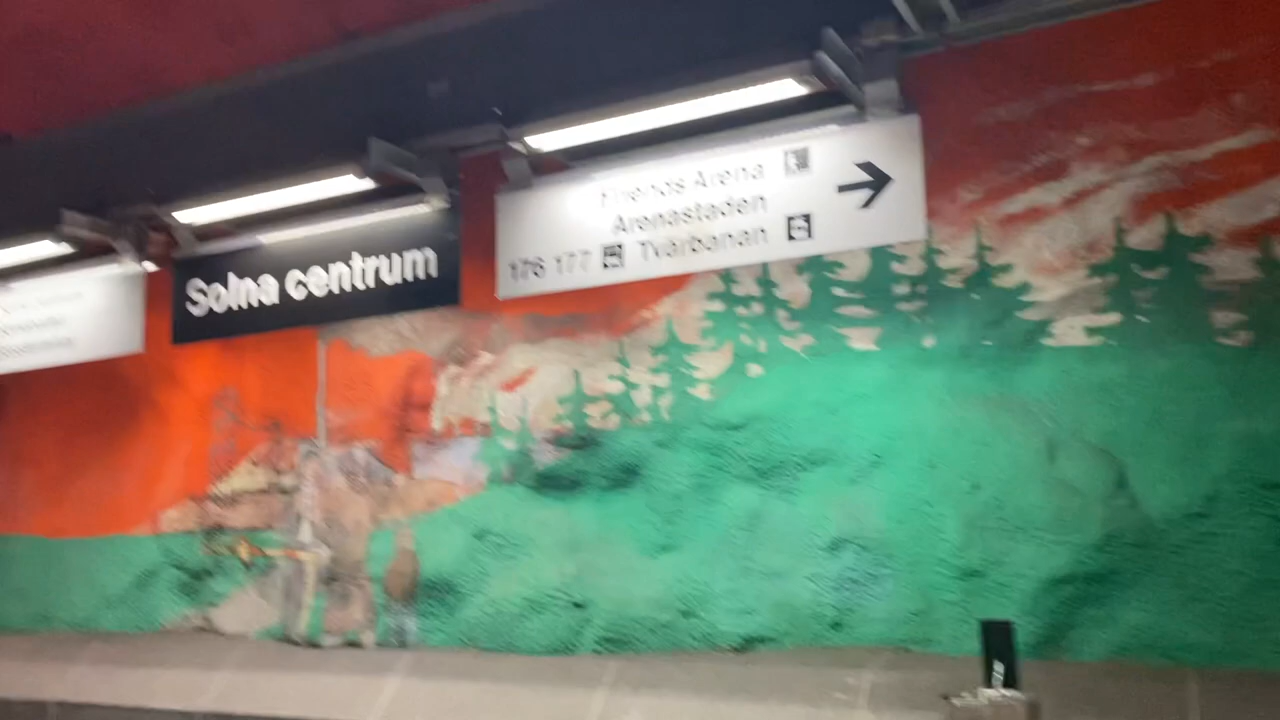 Solna centrum
Friends Arena
Arenastaden
176 177 Tvärbanan